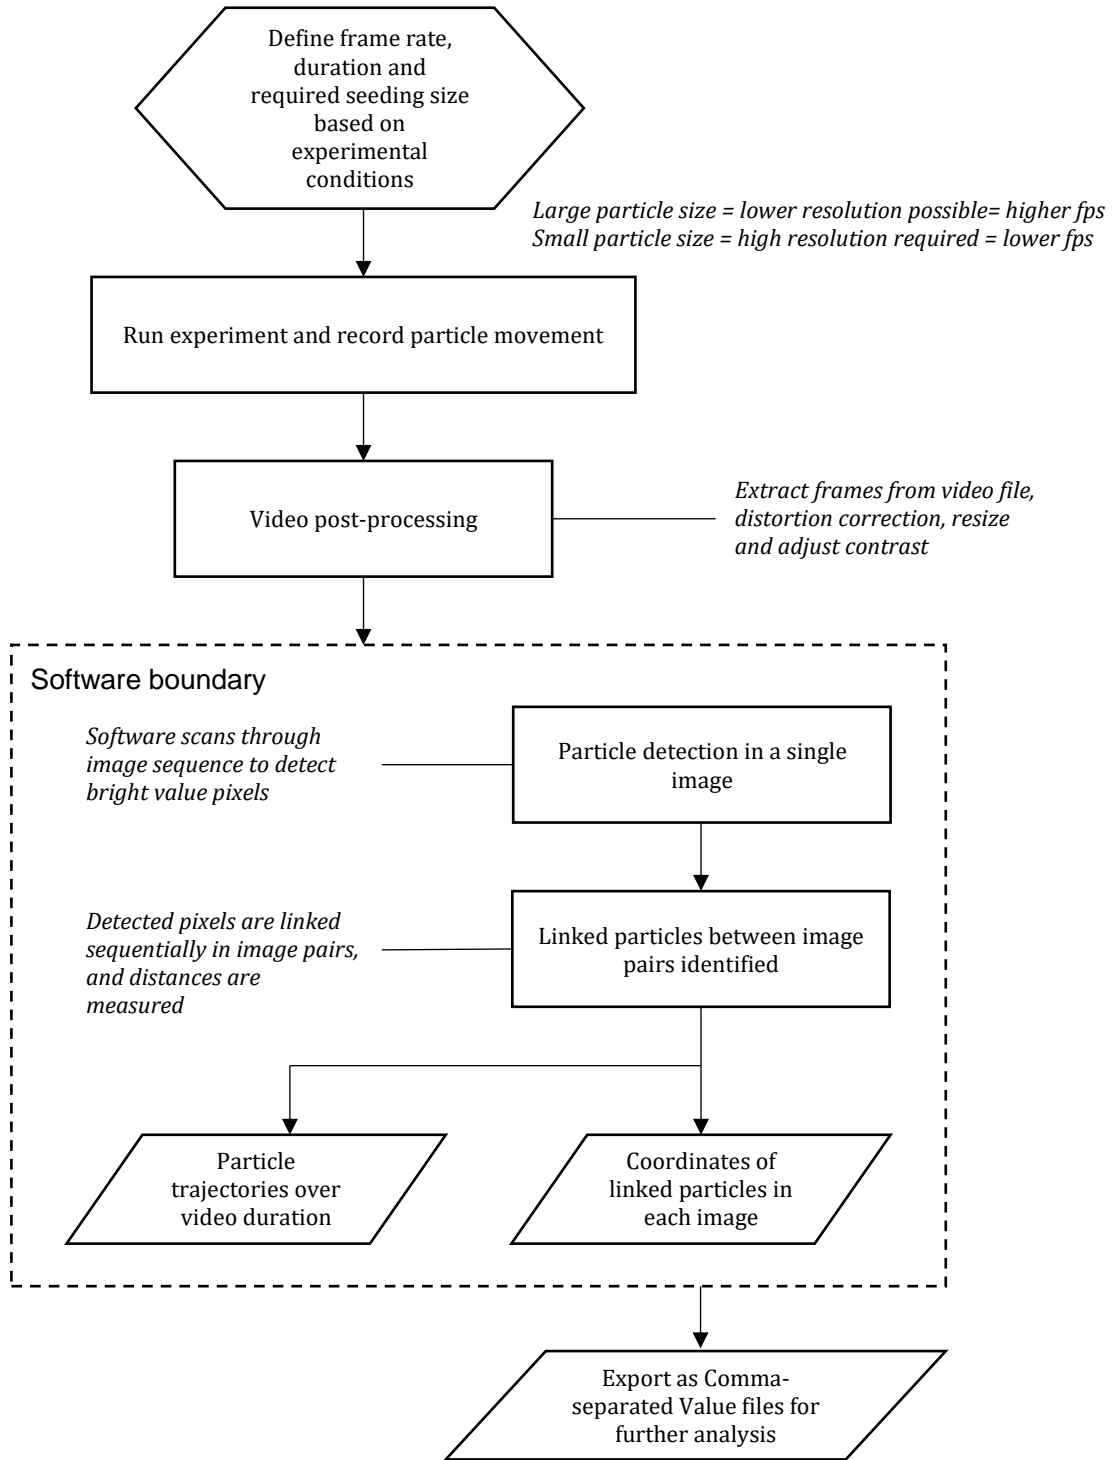 Define frame rate,
duration and
required seeding size
based on
experimental
conditions
Large particle size = lower resolution possible= higher fps
Small particle size = high resolution required = lower fps
Run experiment and record particle movement
Video post-processing
Extract frames from video file,
distortion correction, resize
and adjust contrast
Software boundary
Software scans through
image sequence to detect
bright value pixels
Particle detection in a single
image
Detected pixels are linked
sequentially in image pairs,
and distances are
measured
Linked particles between image
pairs identified
Particle
trajectories over
video duration
Coordinates of
linked particles in
each image
Export as Comma-
separated Value files for
further analysis